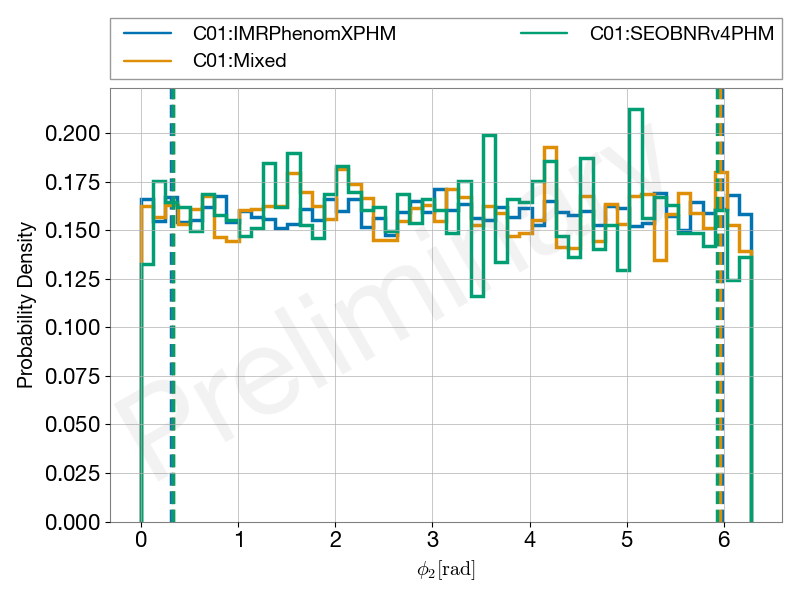 C01:IMRPhenomXPHM
C01:Mixed
C01:SEOBNRv4PHM
Preliminary
Probability Density
0.200
0.175
0.150
0.125
0.100
0.075
0.050
0.025
0.000
0 1 2 3 4 5 6
ϕ₂[rad]